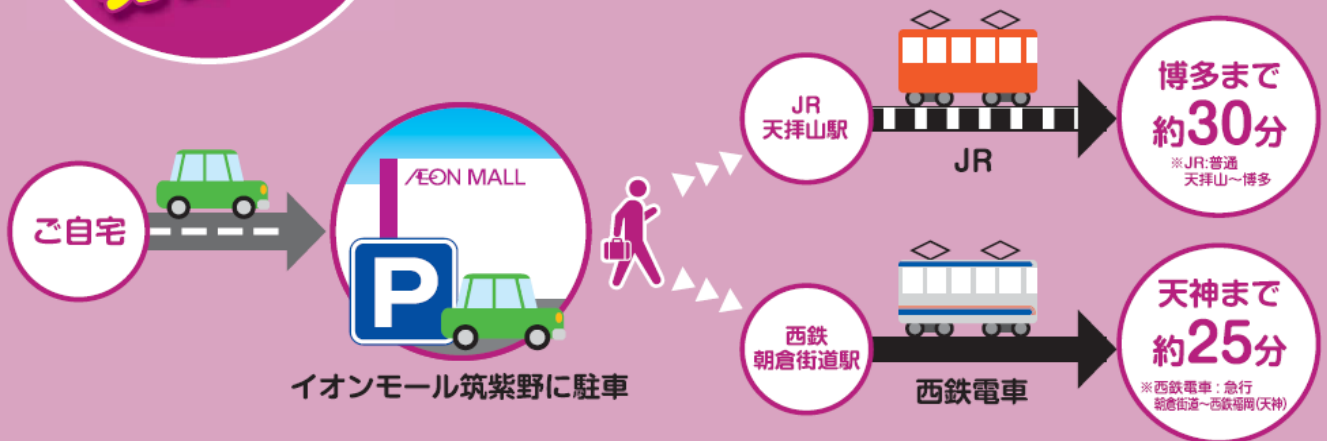 ご自宅
ÆON MALL
P
イオンモール筑紫野に駐車
JR
天拝山駅
JR
博多まで
約30分
※JR:普通
天拝山～博多
西鉄
朝倉街道駅
西鉄電車
天神まで
約25分
※西鉄電車：急行
朝倉街道～西鉄福岡(天神)